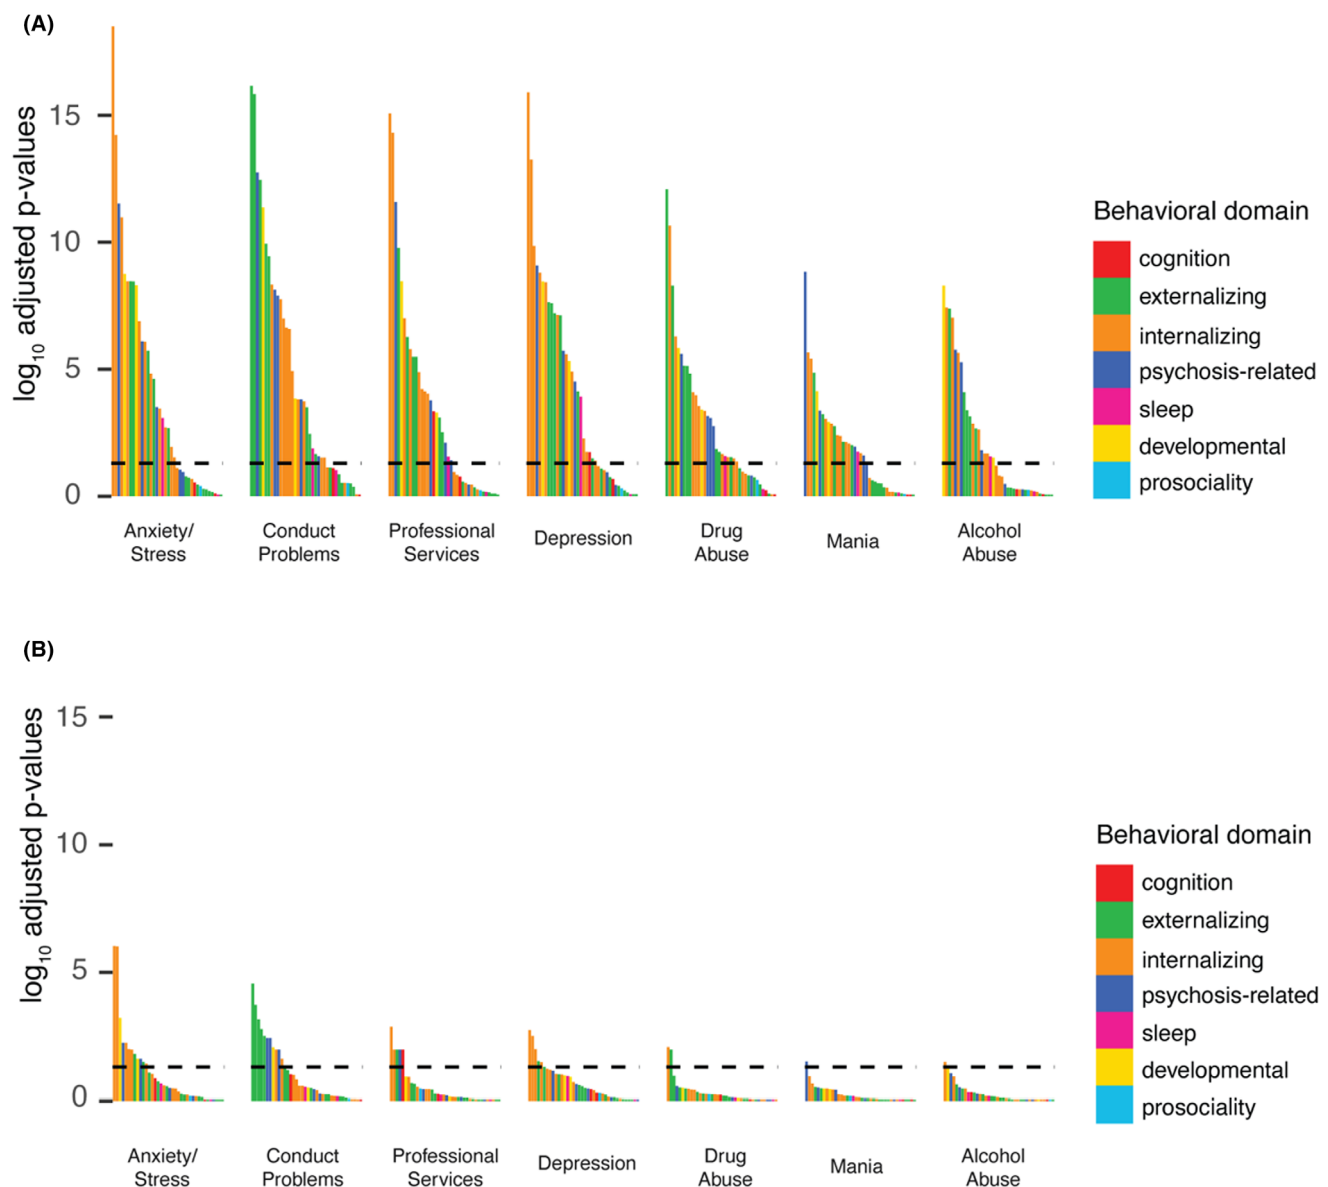 (A)
log10 adjusted p-values
15
10
5
0
Anxiety/
Stress
Conduct
Problems
Professional
Services
Depression
Drug
Abuse
Mania
Alcohol
Abuse
Behavioral domain
cognition
externalizing
internalizing
psychosis-related
sleep
developmental
prosociality
(B)
log10 adjusted p-values
15
10
5
0
Anxiety/
Stress
Conduct
Problems
Professional
Services
Depression
Drug
Abuse
Mania
Alcohol
Abuse
Behavioral domain
cognition
externalizing
internalizing
psychosis-related
sleep
developmental
prosociality